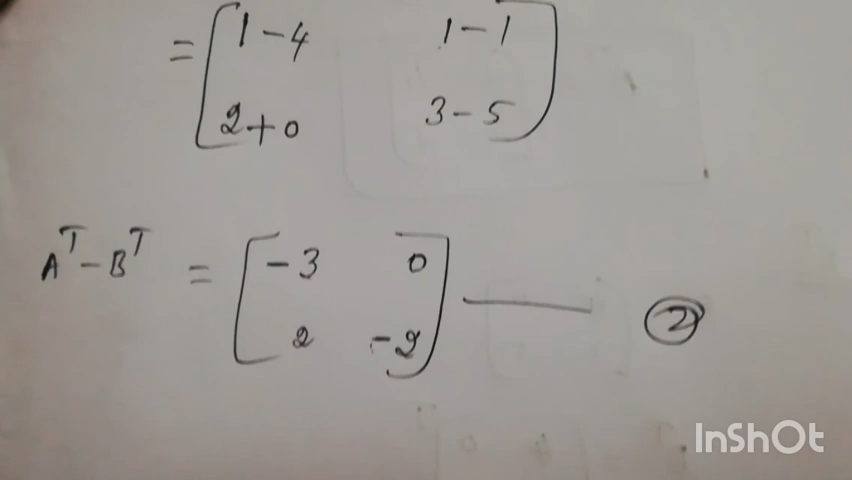 = [1-4 1-1
2+0 3-5]
A^T - B^T = [-3 0
2 -2] —— ②
InShOt